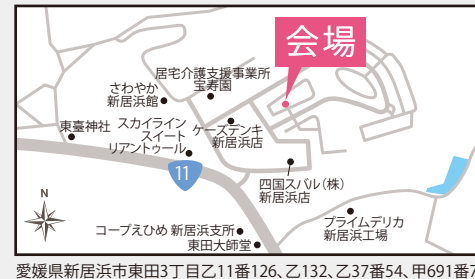 会場
居宅介護支援事業所
宝寿園
さわやか
新居浜館
東臺神社
スカイライン
スイート
リアントゥール
ケーズデンキ
新居浜店
11
四国スバル(株)
新居浜店
N
プライムデリカ
新居浜工場
コープえひめ 新居浜支所
東田大師堂
愛媛県新居浜市東田3丁目乙11番126、乙132、乙37番54、甲691番7